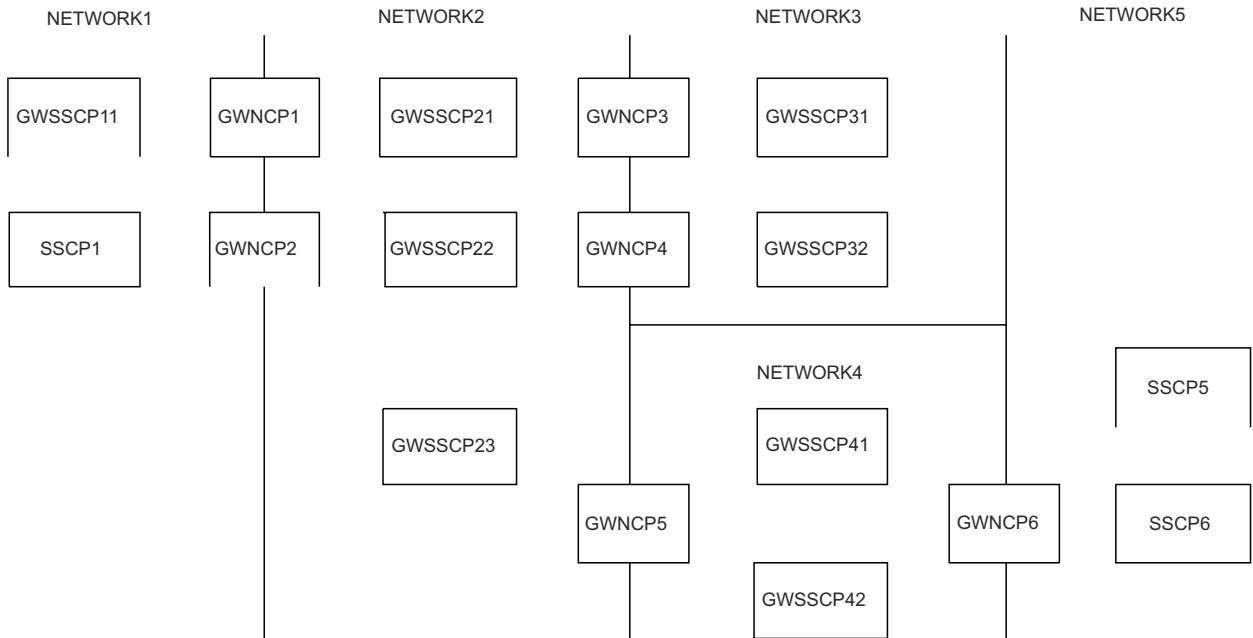 NETWORK1
NETWORK2
NETWORK3
NETWORK5
GWSSCP11
GWNCP1
GWSSCP21
GWNCP3
GWSSCP31
SSCP1
GWNCP2
GWSSCP22
GWNCP4
GWSSCP32
NETWORK4
SSCP5
GWSSCP23
GWSSCP41
GWNCP5
GWNCP6
SSCP6
GWSSCP42